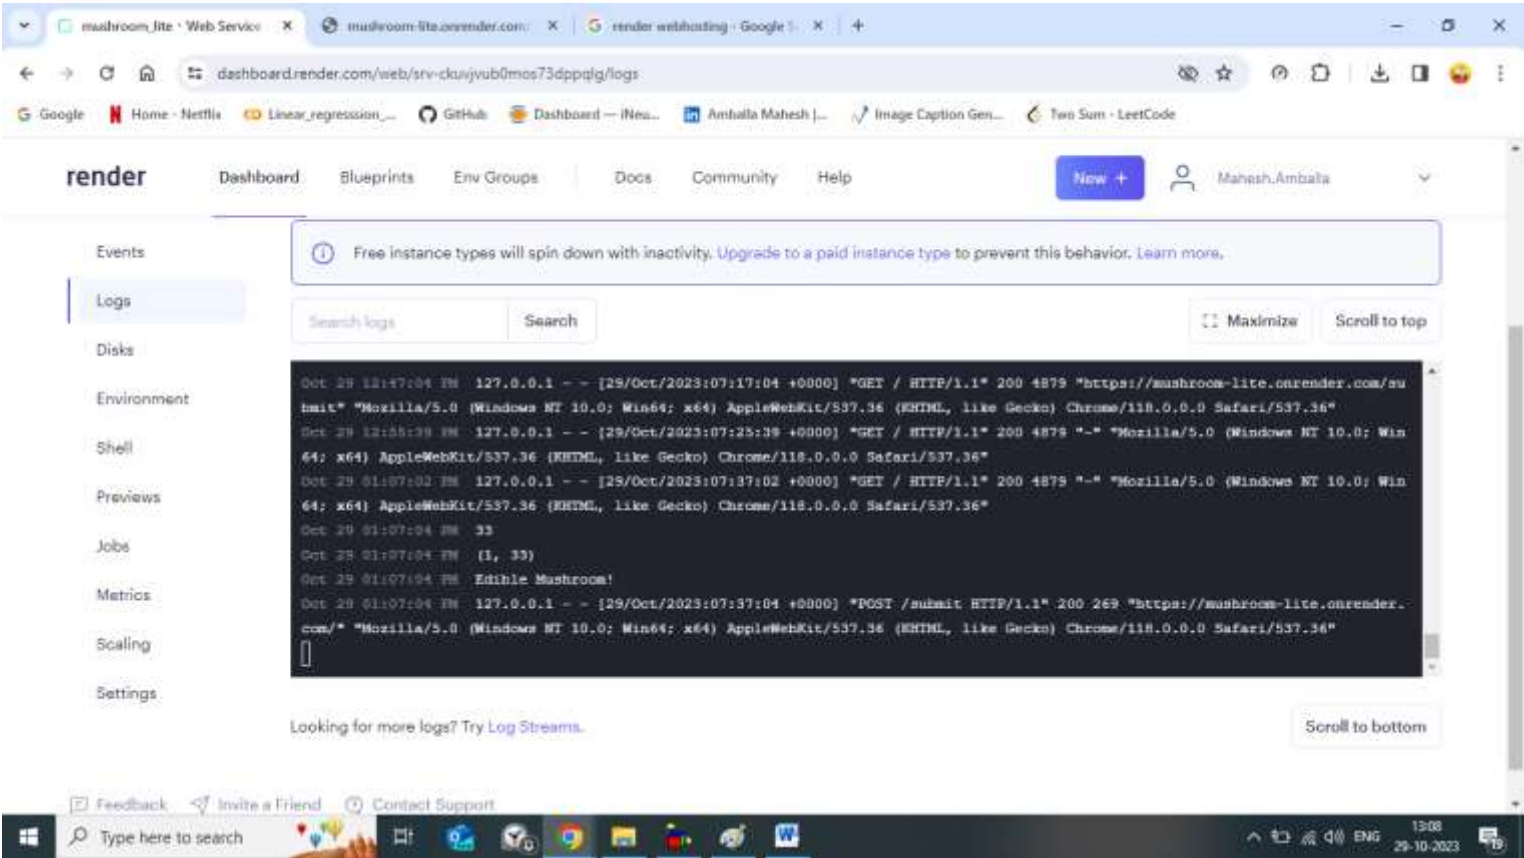 mushroom_lite · Web Service
mushroom-lite.onrender.com/
render webhosting - Google S
dashboard.render.com/web/srv-ckuvjvub0mos73dppqlg/logs
Google
Home - Netflix
Linear_regresssion_...
GitHub
Dashboard — iNeu...
Amballa Mahesh |...
Image Caption Gen...
Two Sum - LeetCode
render
Dashboard
Blueprints
Env Groups
Docs
Community
Help
New +
Mahesh.Amballa
Events
Free instance types will spin down with inactivity. Upgrade to a paid instance type to prevent this behavior. Learn more.
Logs
Search logs
Search
Maximize
Scroll to top
Disks
Environment
Shell
Previews
Jobs
Metrics
Scaling
Settings
Oct 29 12:47:04 PM 127.0.0.1 - - [29/Oct/2023:07:17:04 +0000] "GET / HTTP/1.1" 200 4879 "https://mushroom-lite.onrender.com/su
bmit" "Mozilla/5.0 (Windows NT 10.0; Win64; x64) AppleWebKit/537.36 (KHTML, like Gecko) Chrome/118.0.0.0 Safari/537.36"
Oct 29 12:55:39 PM 127.0.0.1 - - [29/Oct/2023:07:25:39 +0000] "GET / HTTP/1.1" 200 4879 "-" "Mozilla/5.0 (Windows NT 10.0; Win
64; x64) AppleWebKit/537.36 (KHTML, like Gecko) Chrome/118.0.0.0 Safari/537.36"
Oct 29 01:07:02 PM 127.0.0.1 - - [29/Oct/2023:07:37:02 +0000] "GET / HTTP/1.1" 200 4879 "-" "Mozilla/5.0 (Windows NT 10.0; Win
64; x64) AppleWebKit/537.36 (KHTML, like Gecko) Chrome/118.0.0.0 Safari/537.36"
Oct 29 01:07:04 PM 33
Oct 29 01:07:04 PM (1, 33)
Oct 29 01:07:04 PM Edible Mushroom!
Oct 29 01:07:04 PM 127.0.0.1 - - [29/Oct/2023:07:37:04 +0000] "POST /submit HTTP/1.1" 200 269 "https://mushroom-lite.onrender.
com/" "Mozilla/5.0 (Windows NT 10.0; Win64; x64) AppleWebKit/537.36 (KHTML, like Gecko) Chrome/118.0.0.0 Safari/537.36"
Looking for more logs? Try Log Streams.
Scroll to bottom
Feedback
Invite a Friend
Contact Support
Type here to search
ENG
13:08
29-10-2023
19